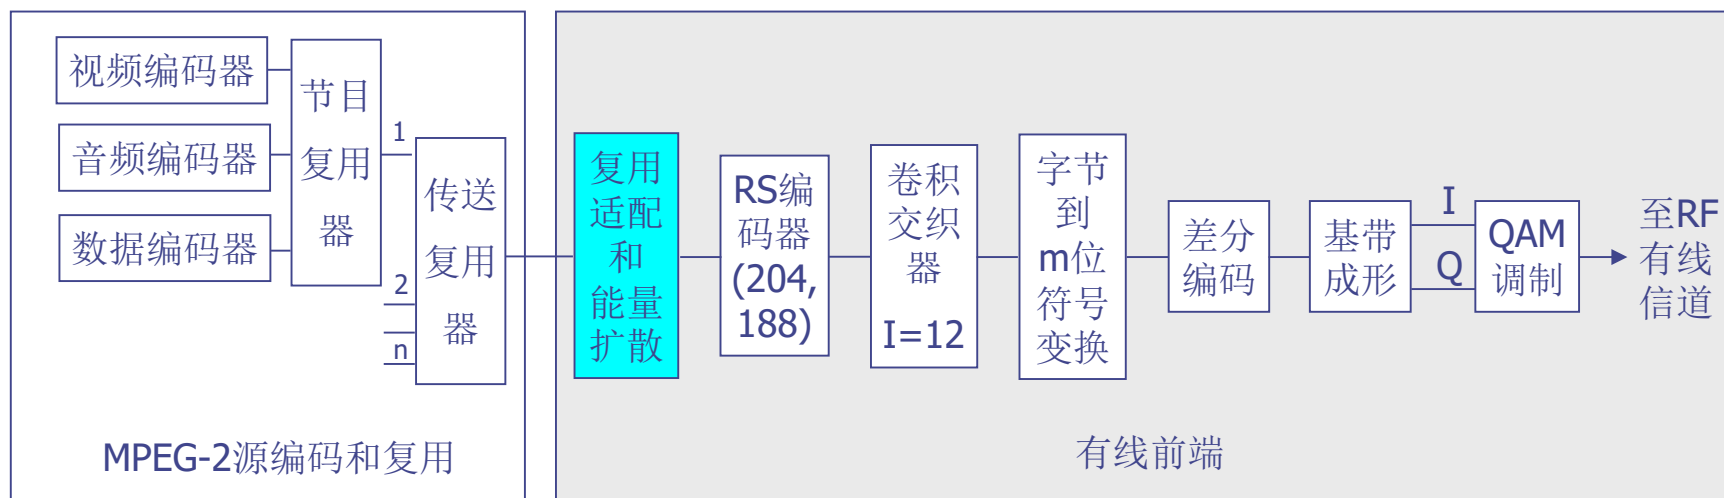 视频编码器
音频编码器
数据编码器
节目
复用
器
1
2
n
传送
复用
器
MPEG-2源编码和复用
复用
适配
和
能量
扩散
RS编
码器
(204,
188)
卷积
交织
器
I=12
字节
到
m位
符号
变换
差分
编码
基带
成形
I
Q
QAM
调制
至RF
有线
信道
有线前端